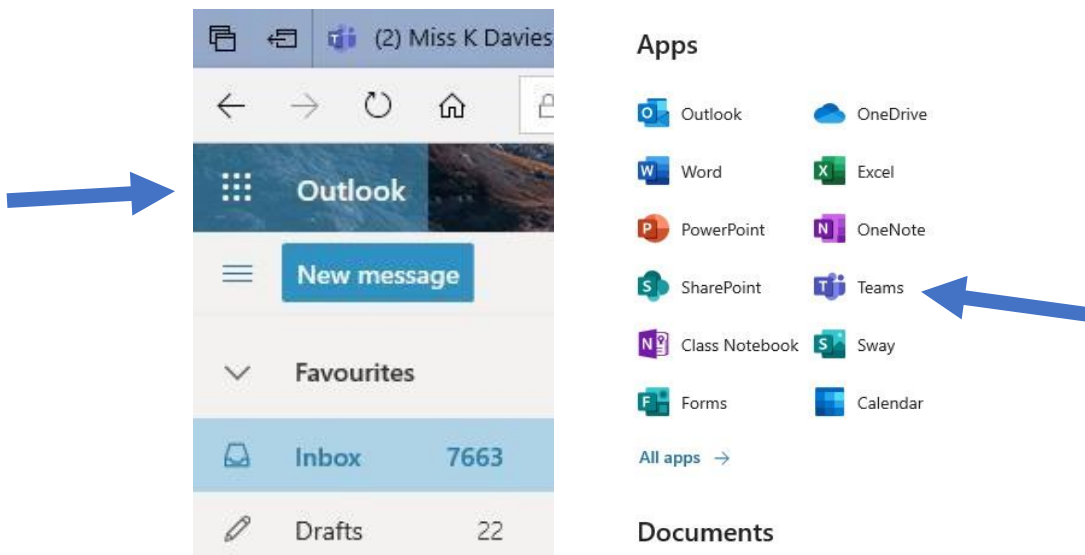 (2) Miss K Davies
Outlook
New message
Favourites
Inbox 7663
Drafts 22
Apps
Outlook OneDrive
Word Excel
PowerPoint OneNote
SharePoint Teams
Class Notebook Sway
Forms Calendar
All apps →
Documents